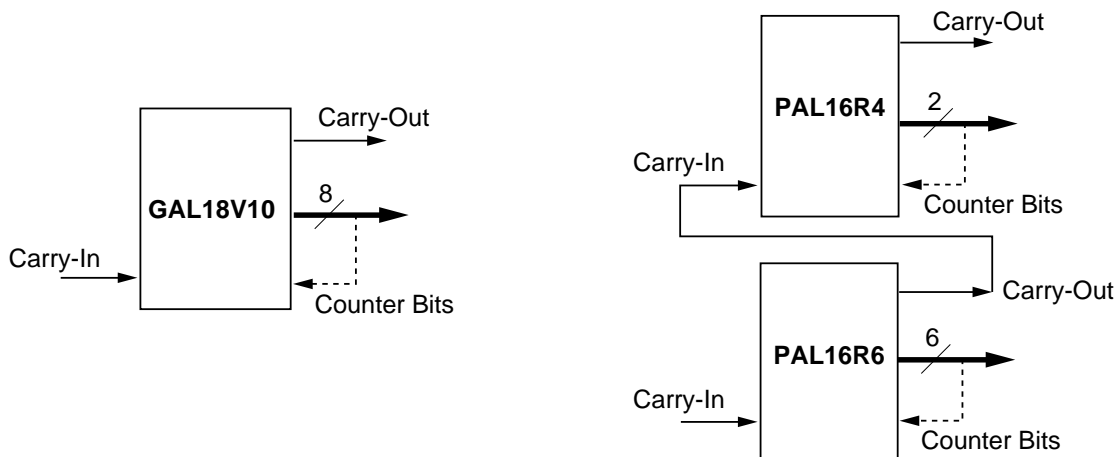 Carry-Out
8
GAL18V10
Carry-In
Counter Bits
Carry-Out
2
PAL16R4
Carry-In
Counter Bits
Carry-Out
6
PAL16R6
Carry-In
Counter Bits